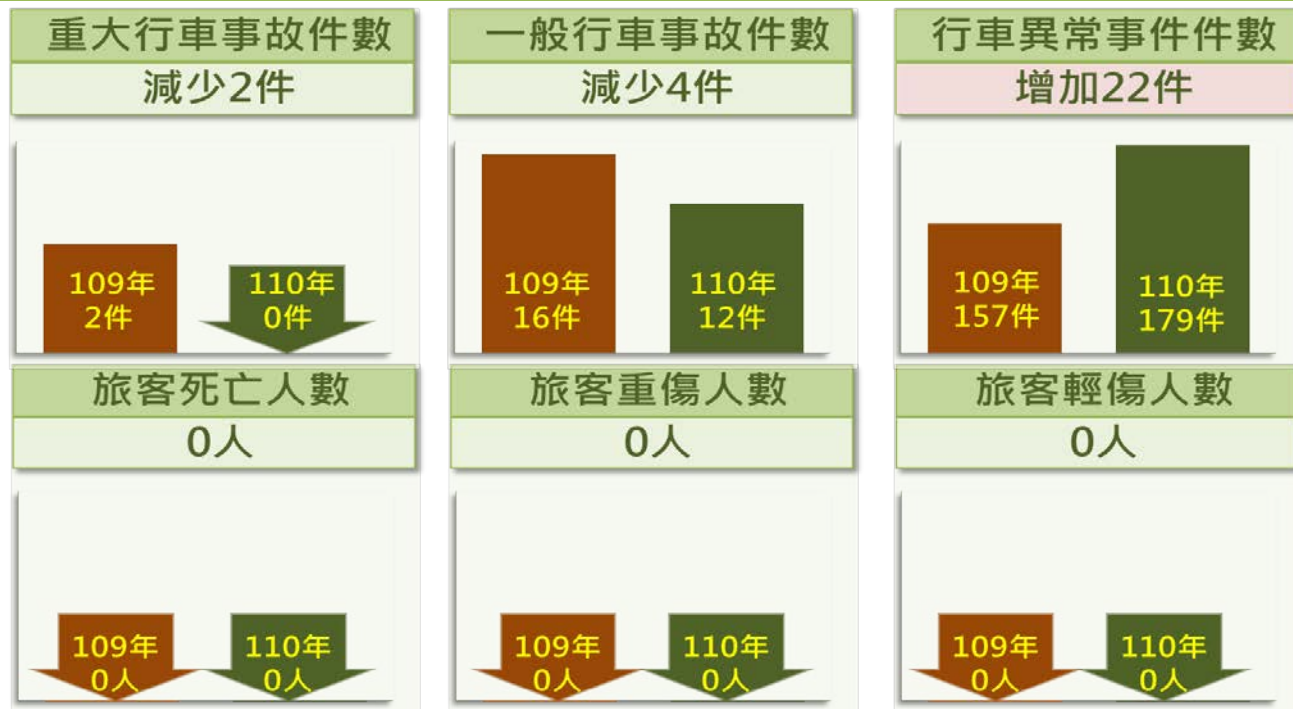 重大行車事故件數
減少2件
109年
2件
110年
0件
一般行車事故件數
減少4件
109年
16件
110年
12件
行車異常事件件數
增加22件
109年
157件
110年
179件
旅客死亡人數
0人
109年
0人
110年
0人
旅客重傷人數
0人
109年
0人
110年
0人
旅客輕傷人數
0人
109年
0人
110年
0人